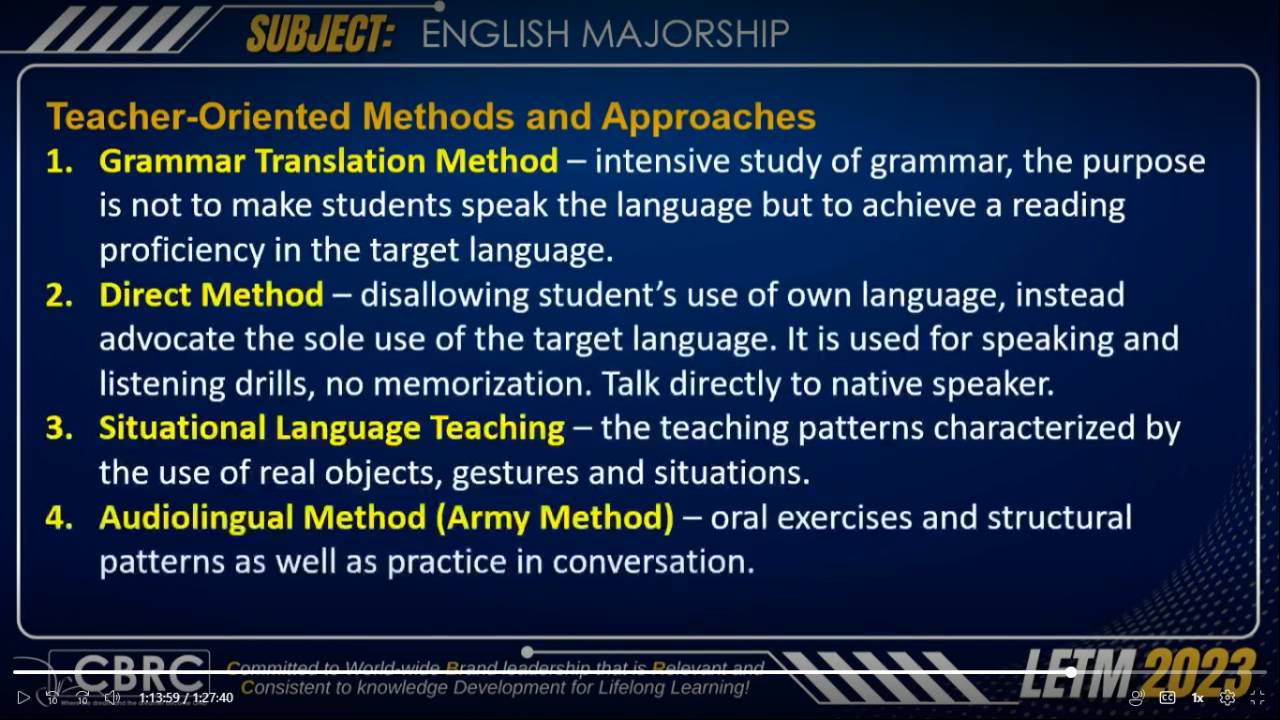 SUBJECT: ENGLISH MAJORSHIP
Teacher-Oriented Methods and Approaches
1. Grammar Translation Method – intensive study of grammar, the purpose
is not to make students speak the language but to achieve a reading
proficiency in the target language.
2. Direct Method – disallowing student's use of own language, instead
advocate the sole use of the target language. It is used for speaking and
listening drills, no memorization. Talk directly to native speaker.
3. Situational Language Teaching – the teaching patterns characterized by
the use of real objects, gestures and situations.
4. Audiolingual Method (Army Method) – oral exercises and structural
patterns as well as practice in conversation.
CBRC
Committed to World-wide Brand leadership that is Relevant and
Consistent to knowledge Development for Lifelong Learning!
LETM 2023
10 10 1:13:59 / 1:27:40 CC 1x